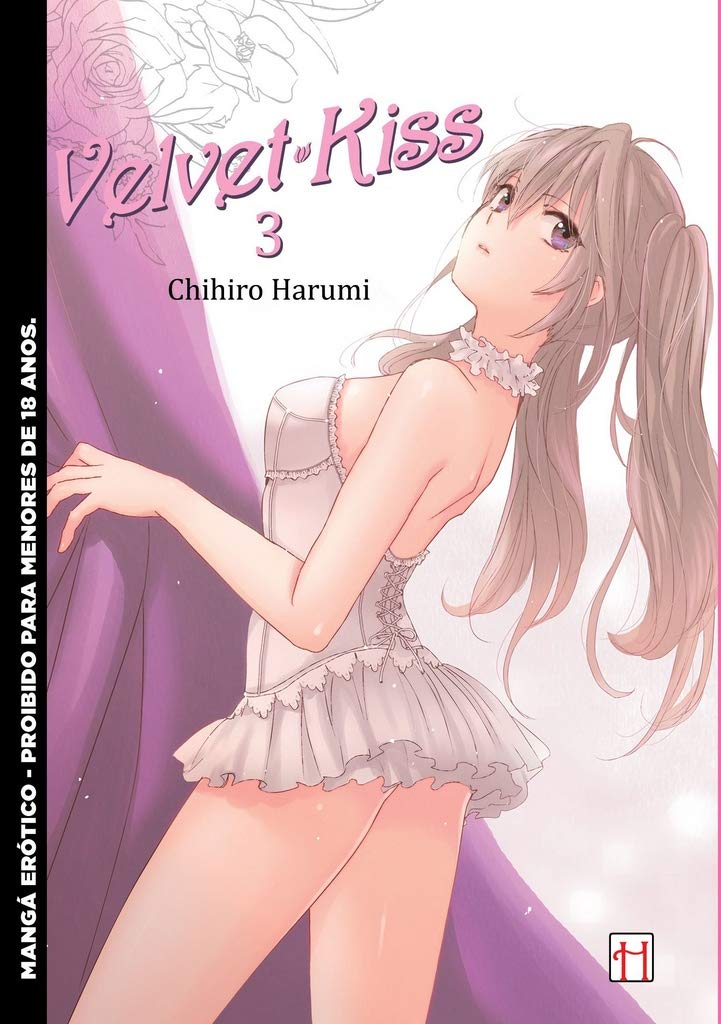 Velvet Kiss
3
Chihiro Harumi
MANGÁ ERÓTICO - PROIBIDO PARA MENORES DE 18 ANOS.
H